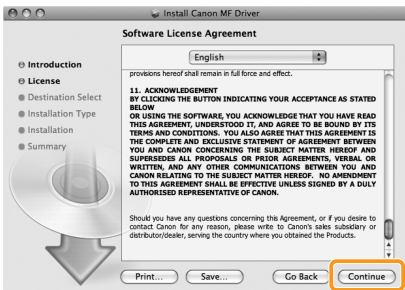 Install Canon MF Driver
Software License Agreement
English
Introduction
License
Destination Select
Installation Type
Installation
Summary
provisions hereof shall remain in full force and effect.
11. ACKNOWLEDGEMENT
BY CLICKING THE BUTTON INDICATING YOUR ACCEPTANCE AS STATED
BELOW
OR USING THE SOFTWARE, YOU ACKNOWLEDGE THAT YOU HAVE READ
THIS AGREEMENT, UNDERSTOOD IT, AND AGREE TO BE BOUND BY ITS
TERMS AND CONDITIONS. YOU ALSO AGREE THAT THIS AGREEMENT IS
THE COMPLETE AND EXCLUSIVE STATEMENT OF AGREEMENT BETWEEN
YOU AND CANON CONCERNING THE SUBJECT MATTER HEREOF AND
SUPERSEDES ALL PROPOSALS OR PRIOR AGREEMENTS, VERBAL OR
WRITTEN, AND ANY OTHER COMMUNICATIONS BETWEEN YOU AND
CANON RELATING TO THE SUBJECT MATTER HEREOF. NO AMENDMENT
TO THIS AGREEMENT SHALL BE EFFECTIVE UNLESS SIGNED BY A DULY
AUTHORISED REPRESENTATIVE OF CANON.
Should you have any questions concerning this Agreement, or if you desire to
contact Canon for any reason, please write to Canon's sales subsidiary or
distributor/dealer, serving the country where you obtained the Products.
Print...
Save...
Go Back
Continue